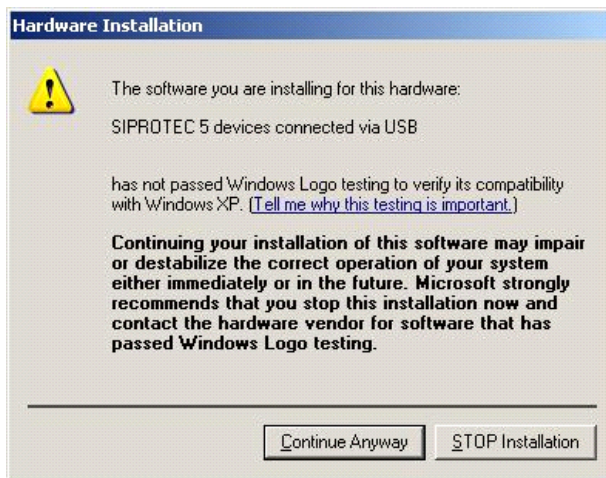 Hardware Installation
The software you are installing for this hardware:
SIPROTEC 5 devices connected via USB
has not passed Windows Logo testing to verify its compatibility
with Windows XP. (Tell me why this testing is important.)
Continuing your installation of this software may impair
or destabilize the correct operation of your system
either immediately or in the future. Microsoft strongly
recommends that you stop this installation now and
contact the hardware vendor for software that has
passed Windows Logo testing.
Continue Anyway
STOP Installation